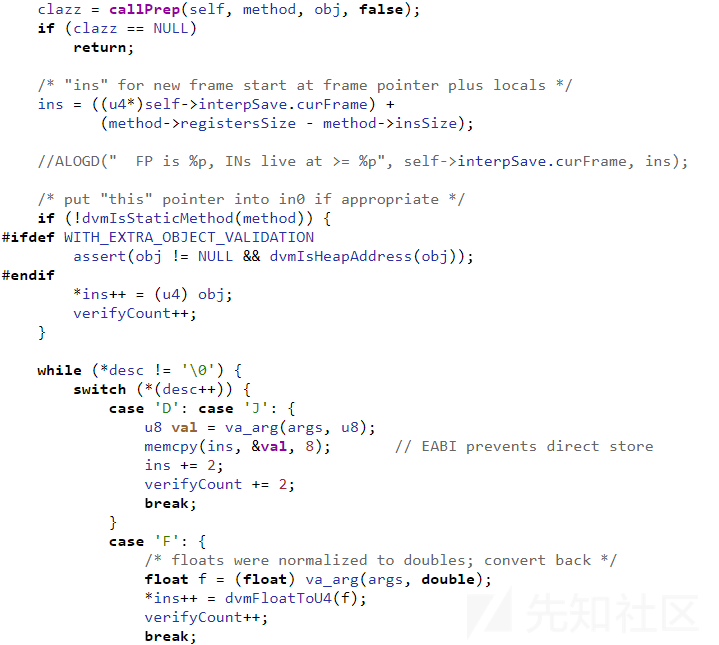 clazz = callPrep(self, method, obj, false);
    if (clazz == NULL)
        return;

    /* "ins" for new frame start at frame pointer plus locals */
    ins = ((u4*)self->interpSave.curFrame) +
           (method->registersSize - method->insSize);

    //ALOGD("  FP is %p, INs live at >= %p", self->interpSave.curFrame, ins);

    /* put "this" pointer into in0 if appropriate */
    if (!dvmIsStaticMethod(method)) {
#ifdef WITH_EXTRA_OBJECT_VALIDATION
        assert(obj != NULL && dvmIsHeapAddress(obj));
#endif
        *ins++ = (u4) obj;
        verifyCount++;
    }

    while (*desc != '\0') {
        switch (*(desc++)) {
            case 'D': case 'J': {
                u8 val = va_arg(args, u8);
                memcpy(ins, &val, 8);       // EABI prevents direct store
                ins += 2;
                verifyCount += 2;
                break;
            }
            case 'F': {
                /* floats were normalized to doubles; convert back */
                float f = (float) va_arg(args, double);
                *ins++ = dvmFloatToU4(f);
                verifyCount++;
                break;
先知社区